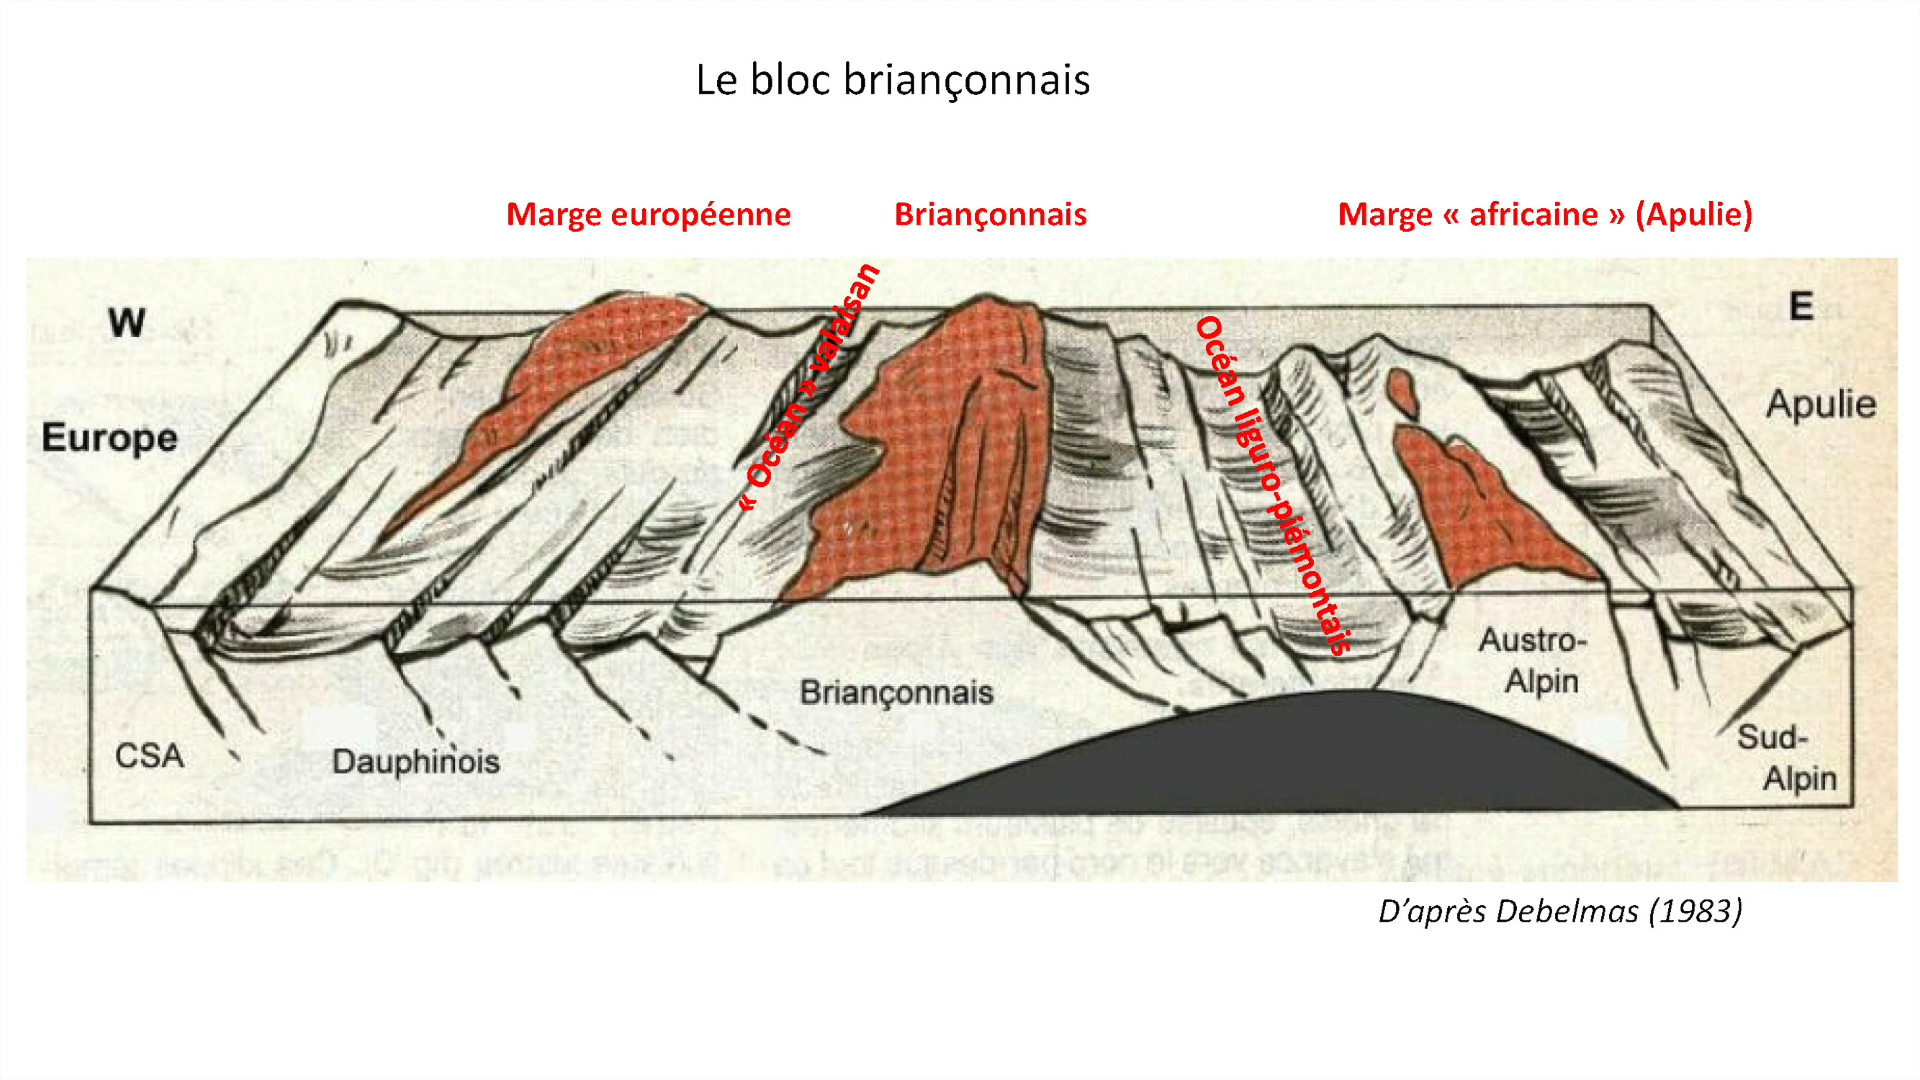 Le bloc briançonnais
Marge européenne
Briançonnais
Marge « africaine » (Apulie)
W
E
Europe
« Océan » valaisan
Océan liguro-piémontais
Apulie
CSA
Dauphinois
Briançonnais
Austro-
Alpin
Sud-
Alpin
D’après Debelmas (1983)